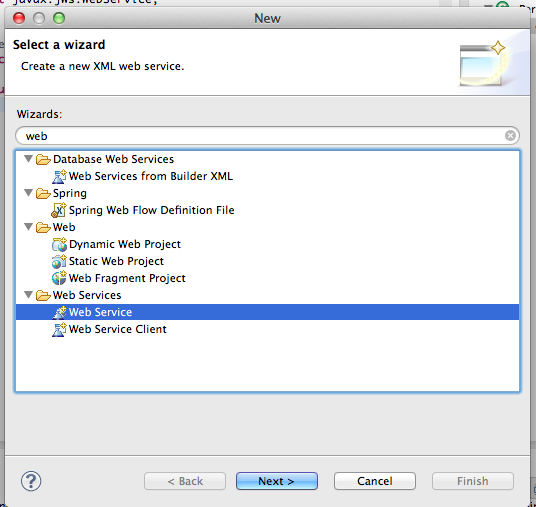 javax.jws.WebService;
New
Select a wizard
Create a new XML web service.
Wizards:
web
Database Web Services
Web Services from Builder XML
Spring
Spring Web Flow Definition File
Web
Dynamic Web Project
Static Web Project
Web Fragment Project
Web Services
Web Service
Web Service Client
?
< Back
Next >
Cancel
Finish